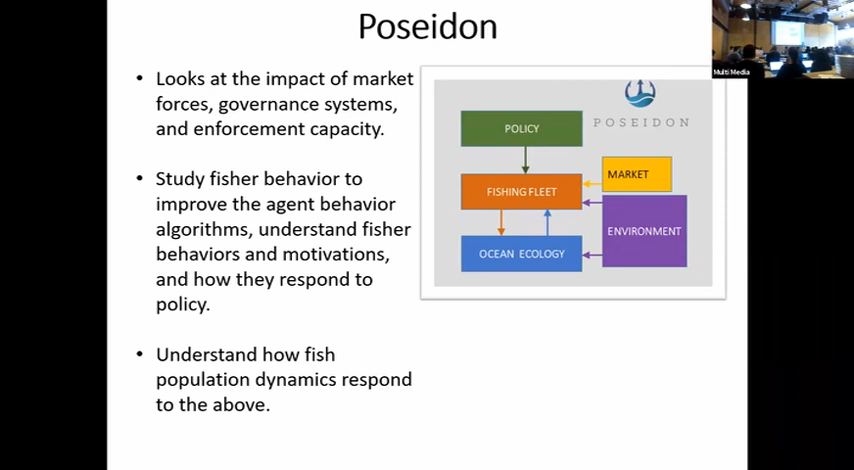 Poseidon
• Looks at the impact of market
forces, governance systems,
and enforcement capacity.
• Study fisher behavior to
improve the agent behavior
algorithms, understand fisher
behaviors and motivations,
and how they respond to
policy.
• Understand how fish
population dynamics respond
to the above.
POSEIDON
POLICY
FISHING FLEET
MARKET
ENVIRONMENT
OCEAN ECOLOGY
Multi Media